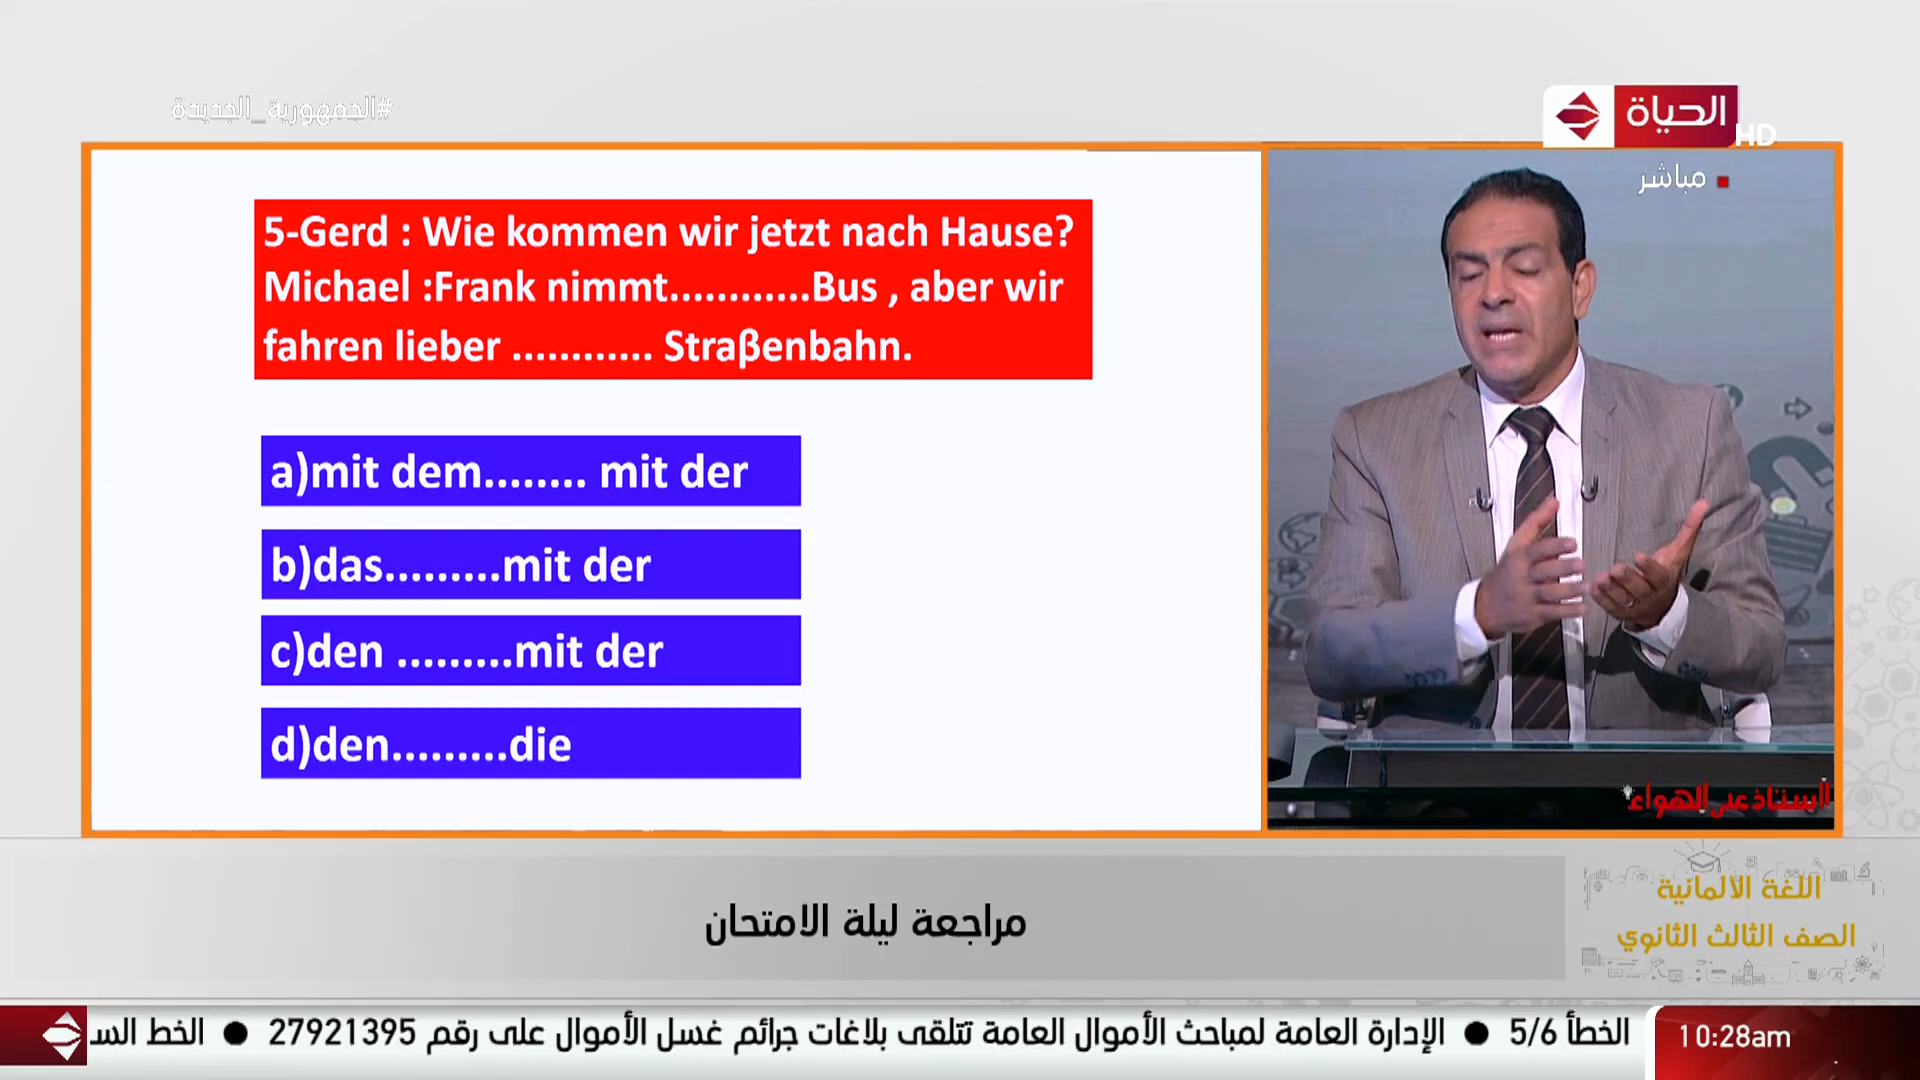 #الجمهورية_الجديدة
الحياة
HD
مباشر
5-Gerd : Wie kommen wir jetzt nach Hause?
Michael :Frank nimmt............Bus , aber wir
fahren lieber ............ Straβenbahn.
a)mit dem........ mit der
b)das.........mit der
c)den .........mit der
d)den.........die
أستاذ على الهواء
مراجعة ليلة الامتحان
اللغة الألمانية
الصف الثالث الثانوي
الخطأ 5/6 ● الإدارة العامة لمباحث الأموال العامة تتلقى بلاغات جرائم غسل الأموال على رقم 27921395 ● الخط الس
10:28am